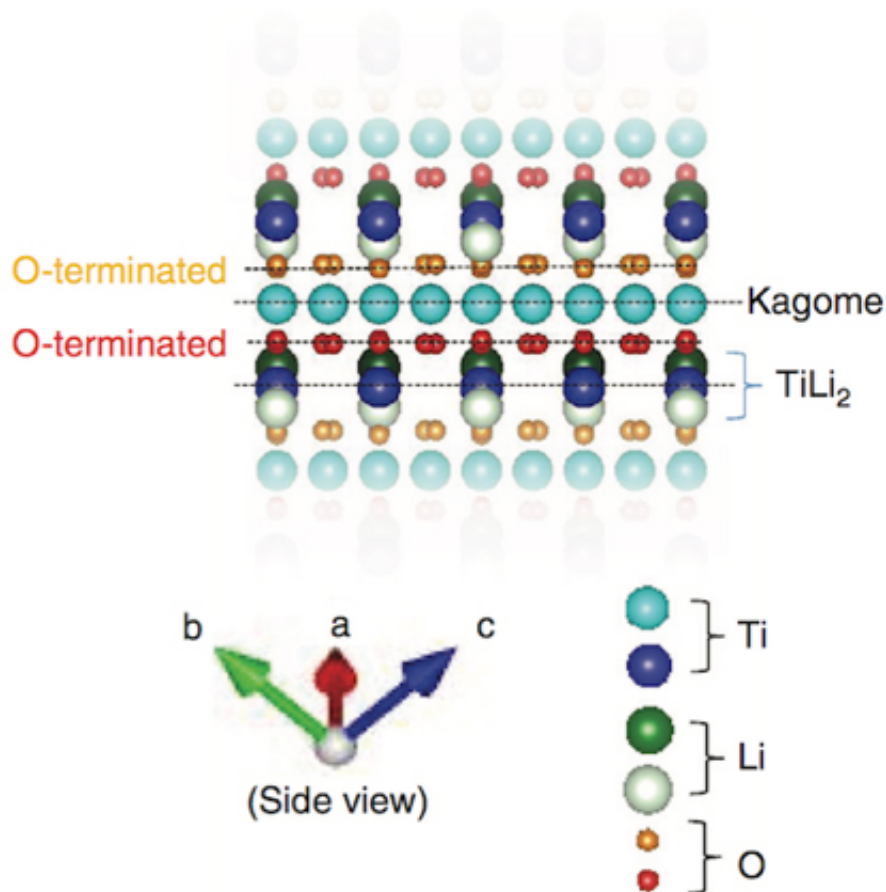 O-terminated
Kagome
O-terminated
TiLi₂
b a c
(Side view)
Ti
Li
O